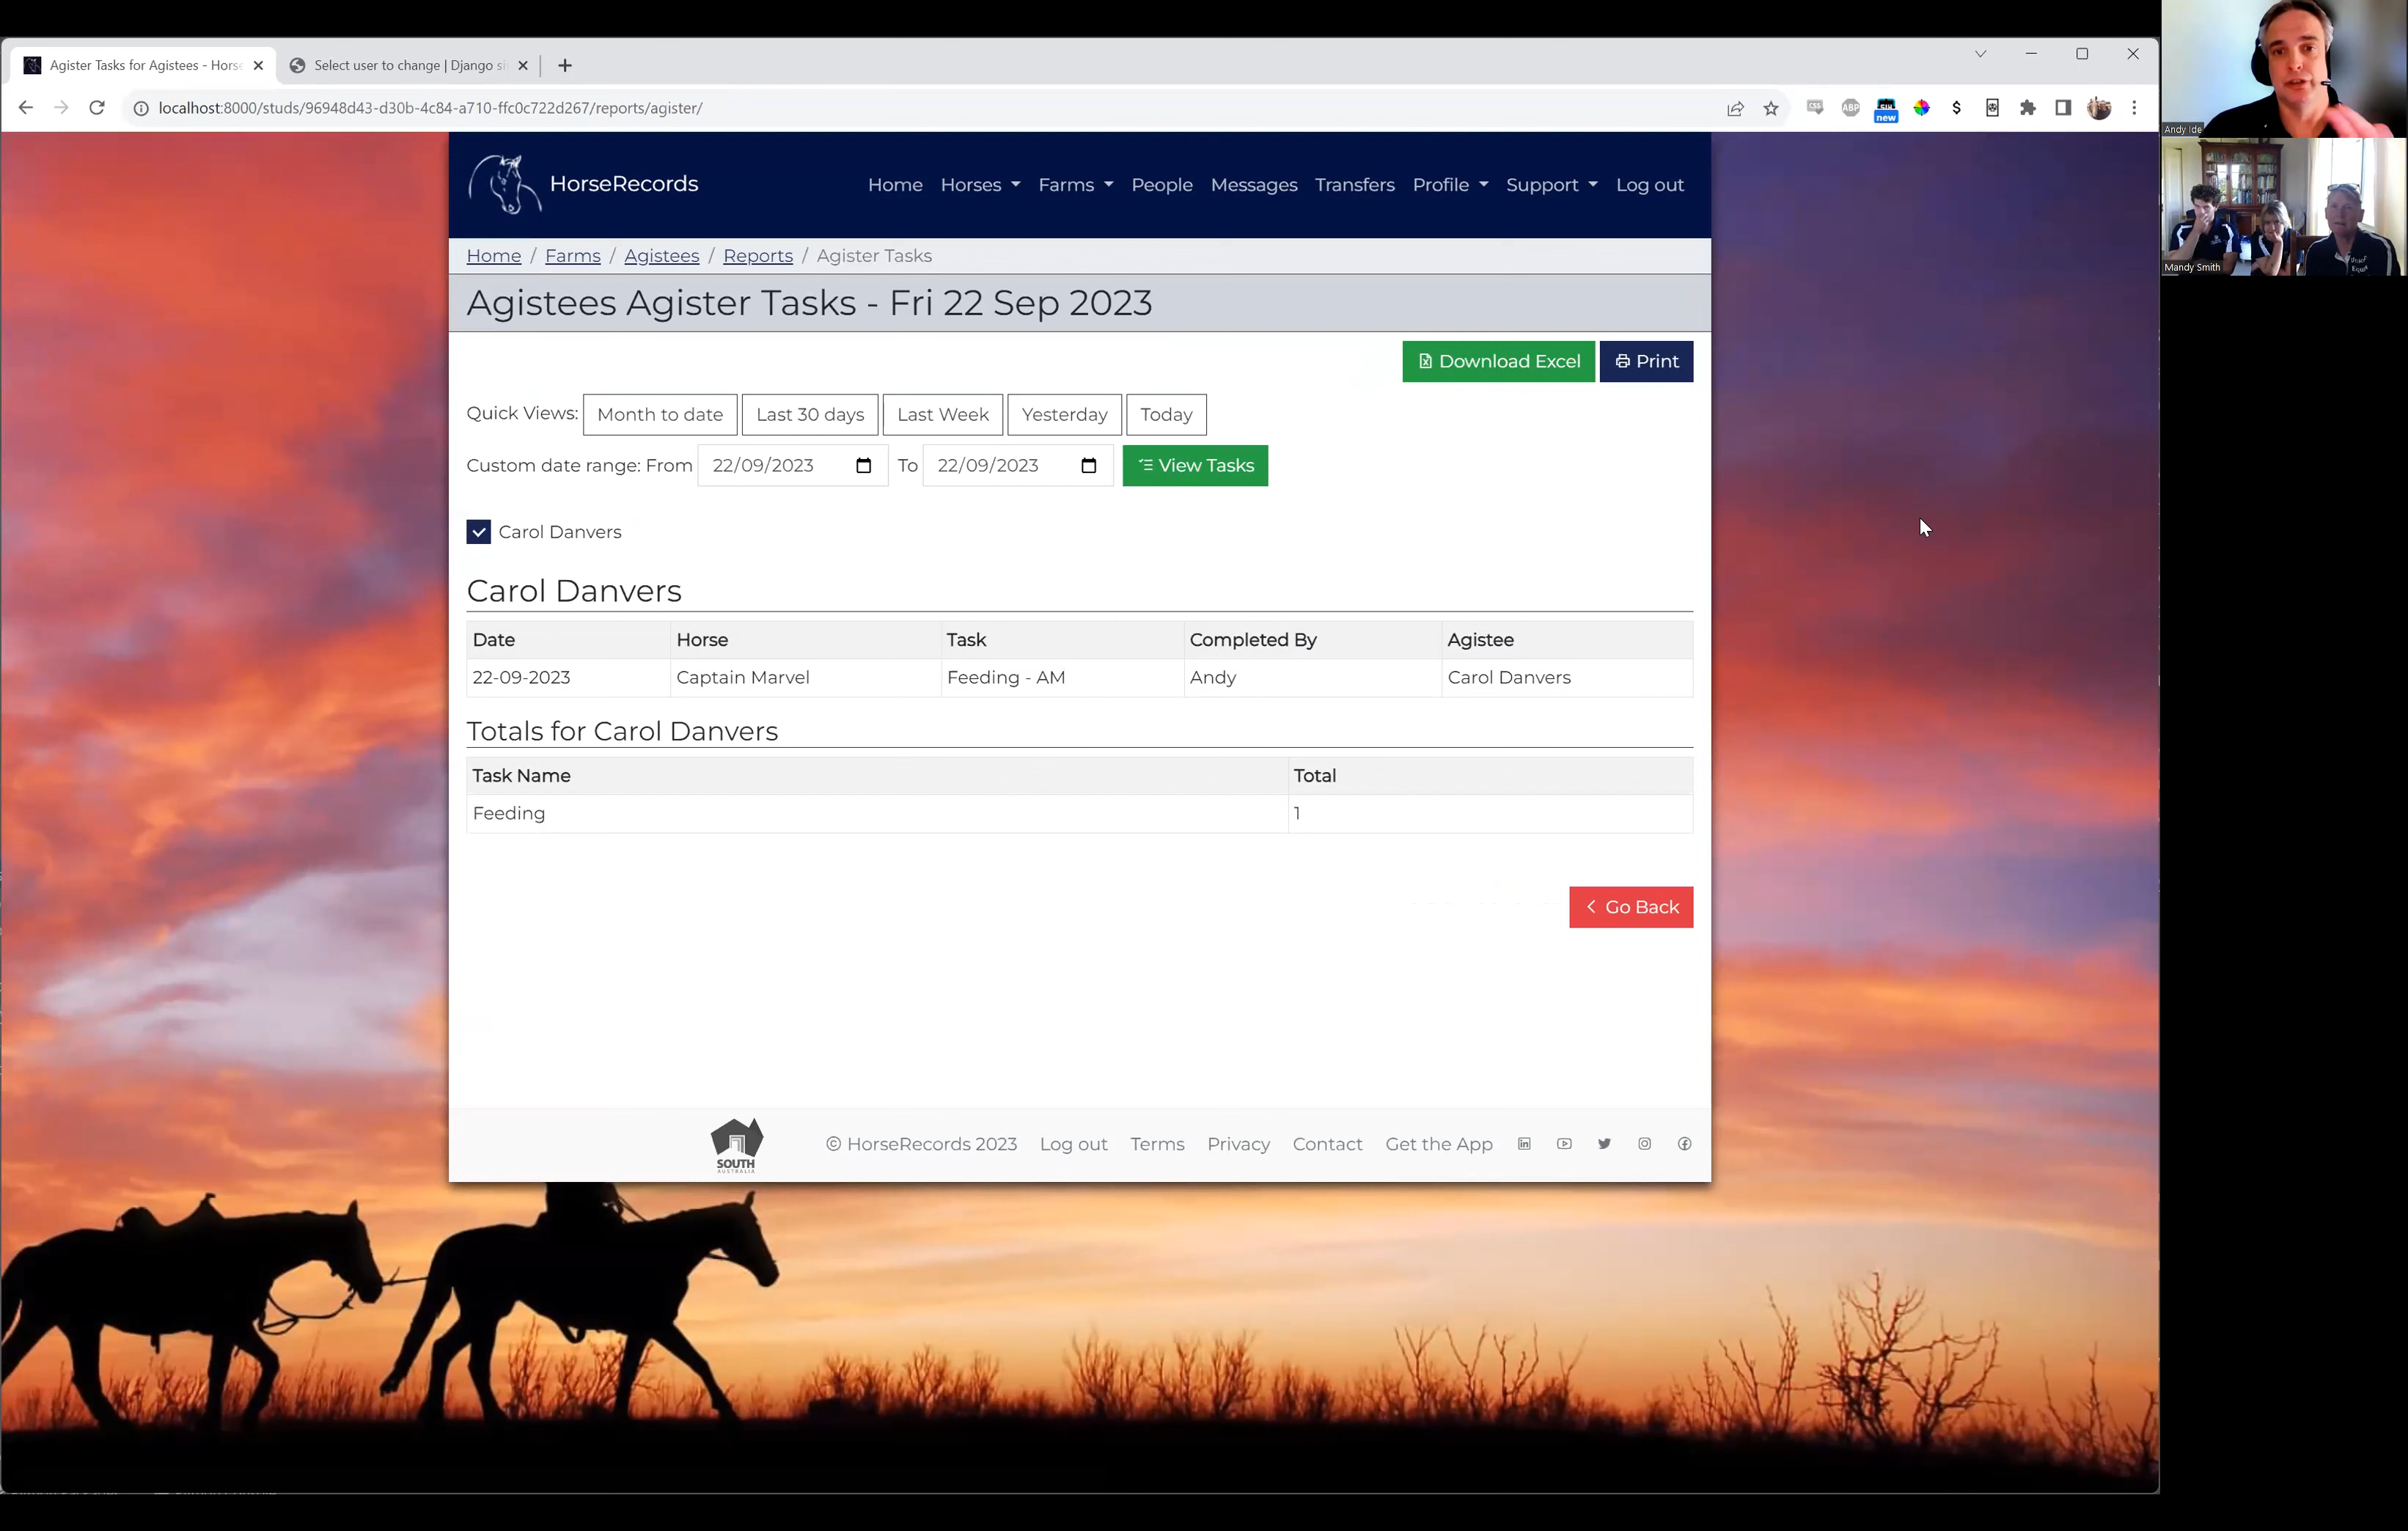 Agister Tasks for Agistees - Horse
Select user to change | Django si
localhost:8000/studs/96948d43-d30b-4c84-a710-ffc0c722d267/reports/agister/
CSS
ABP
new
Andy Ide
Mandy Smith
HorseRecords
Home Horses Farms People Messages Transfers Profile Support Log out
Home / Farms / Agistees / Reports / Agister Tasks
Agistees Agister Tasks - Fri 22 Sep 2023
Download Excel Print
Quick Views: Month to date Last 30 days Last Week Yesterday Today
Custom date range: From 22/09/2023 To 22/09/2023 View Tasks
Carol Danvers
Carol Danvers
Date Horse Task Completed By Agistee
22-09-2023 Captain Marvel Feeding - AM Andy Carol Danvers
Totals for Carol Danvers
Task Name Total
Feeding 1
Go Back
SOUTH
AUSTRALIA
© HorseRecords 2023 Log out Terms Privacy Contact Get the App